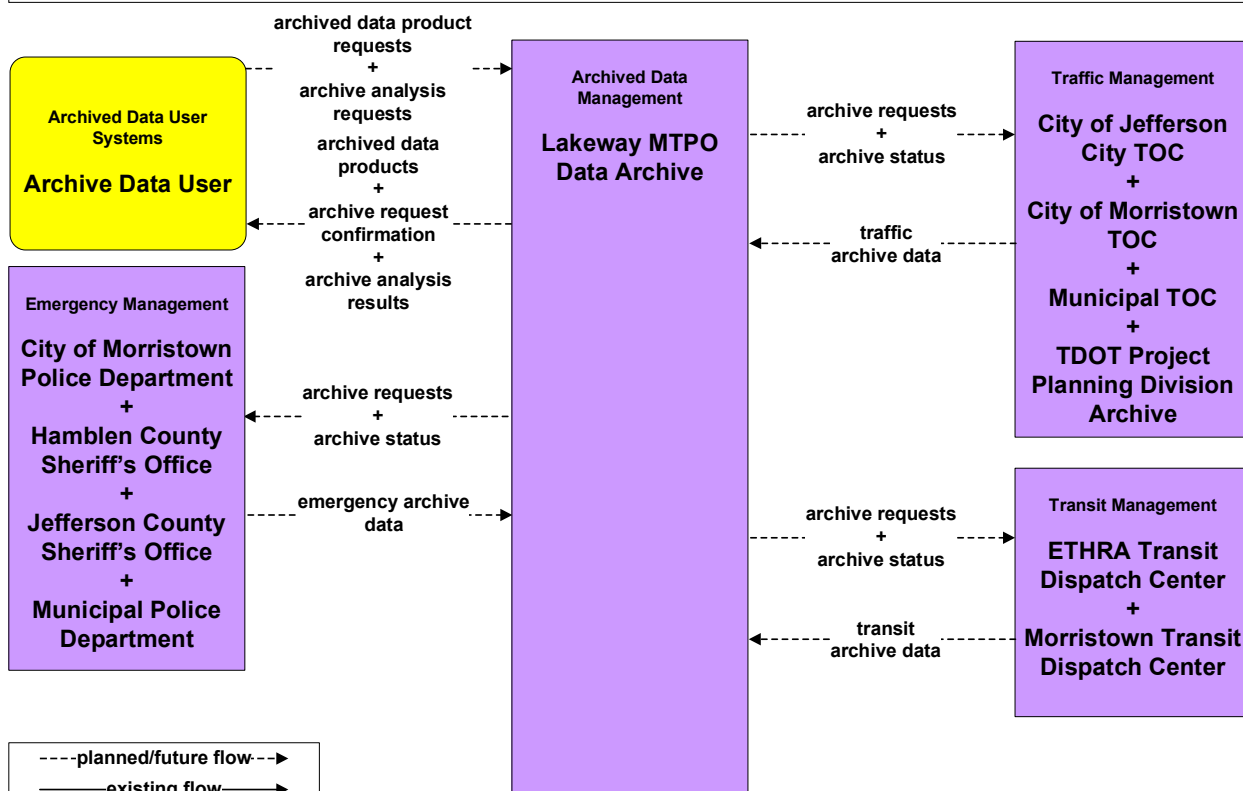 archived data product
requests
+
archive analysis
requests
archived data
products
+
archive request
confirmation
+
archive analysis
results
Archived Data User
Systems
Archive Data User
Emergency Management
City of Morristown
Police Department
+
Hamblen County
Sheriff's Office
+
Jefferson County
Sheriff's Office
+
Municipal Police
Department
archive requests
+
archive status
emergency archive
data
Archived Data
Management
Lakeway MTPO
Data Archive
archive requests
+
archive status
traffic
archive data
archive requests
+
archive status
transit
archive data
Traffic Management
City of Jefferson
City TOC
+
City of Morristown
TOC
+
Municipal TOC
+
TDOT Project
Planning Division
Archive
Transit Management
ETHRA Transit
Dispatch Center
+
Morristown Transit
Dispatch Center
planned/future flow
existing flow